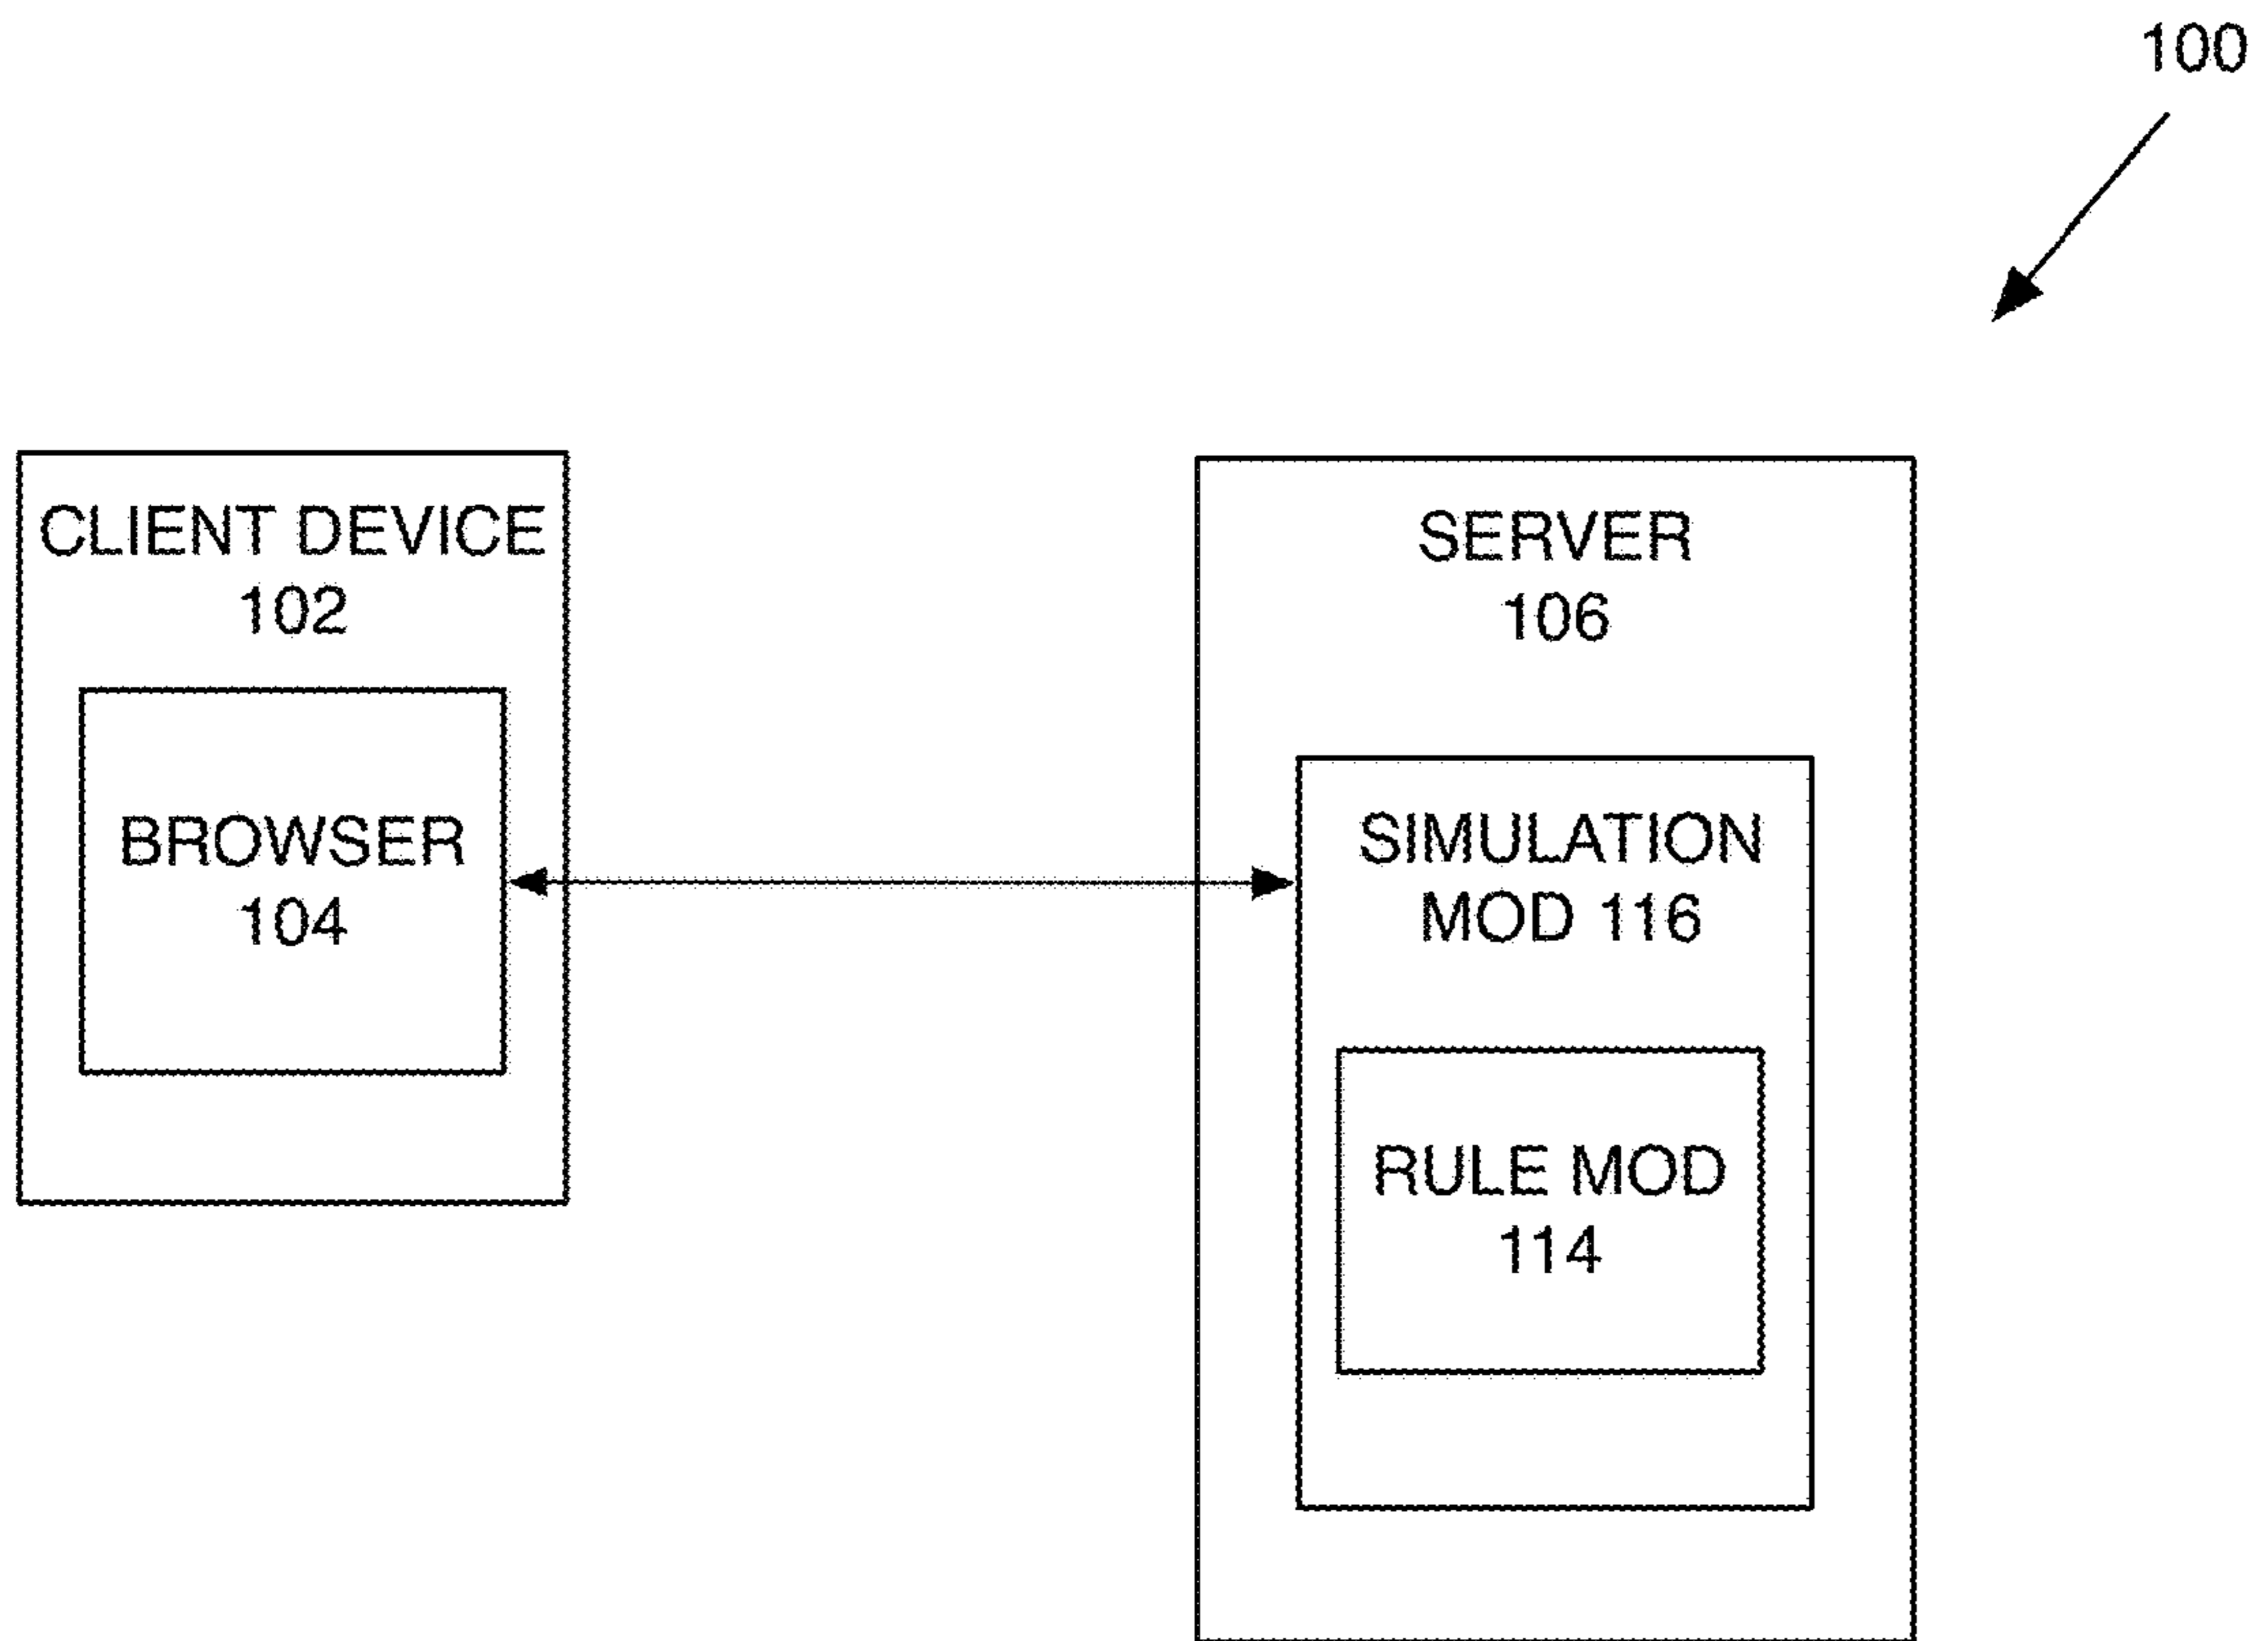 100
CLIENT DEVICE
102
BROWSER
104
SERVER
106
SIMULATION
MOD 116
RULE MOD
114